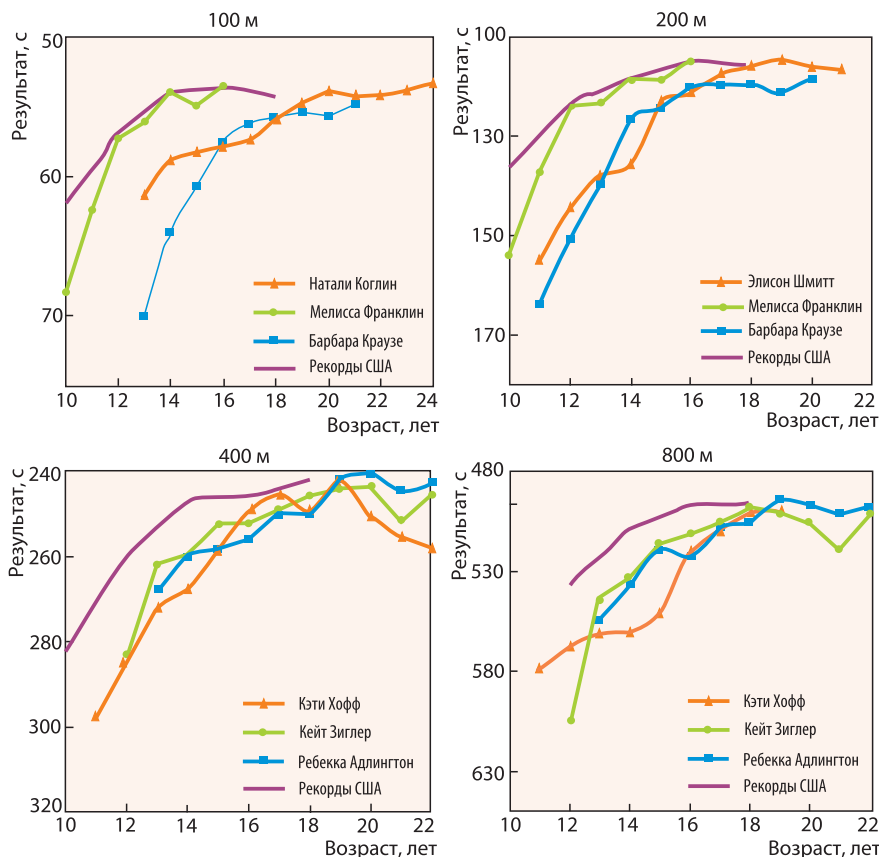 100 м
Результат, с
50
60
70
10 12 14 16 18 20 22 24
Возраст, лет
Натали Коглин
Мелисса Франклин
Барбара Краузе
Рекорды США
200 м
Результат, с
100
130
150
170
10 12 14 16 18 20 22
Возраст, лет
Элисон Шмитт
Мелисса Франклин
Барбара Краузе
Рекорды США
400 м
Результат, с
240
260
280
300
320
10 12 14 16 18 20 22
Возраст, лет
Кэти Хофф
Кейт Зиглер
Ребекка Адлингтон
Рекорды США
800 м
Результат, с
480
530
580
630
10 12 14 16 18 20 22
Возраст, лет
Кэти Хофф
Кейт Зиглер
Ребекка Адлингтон
Рекорды США